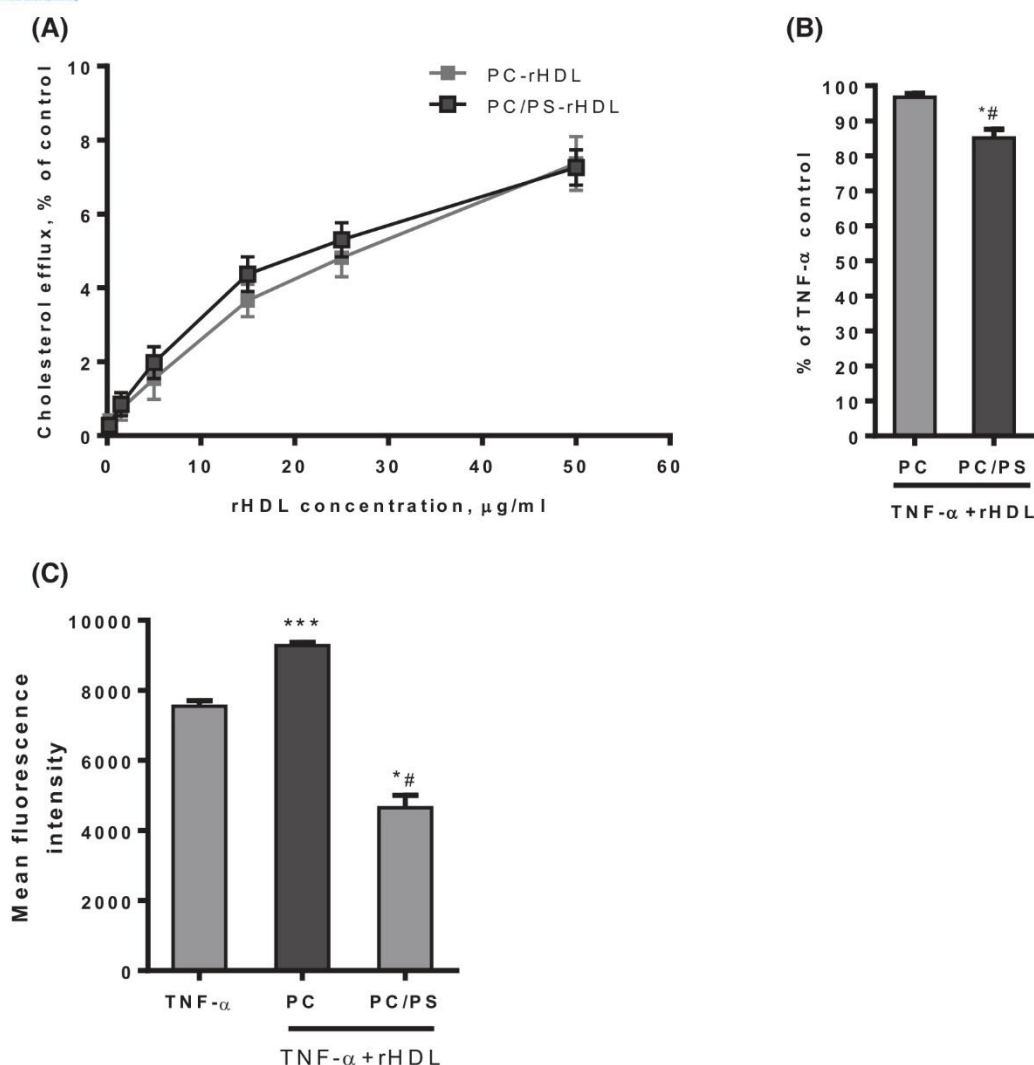 (A)
10
8
6
4
2
0
Cholesterol efflux, % of control
PC-rHDL
PC/PS-rHDL
0 10 20 30 40 50 60
rHDL concentration, μg/ml
(B)
100
90
80
70
60
50
40
30
20
10
0
% of TNF-α control
*#
PC PC/PS
TNF-α +rHDL
(C)
10000
8000
6000
4000
2000
0
Mean fluorescence
intensity
***
*#
TNF-α PC PC/PS
TNF-α+rHDL